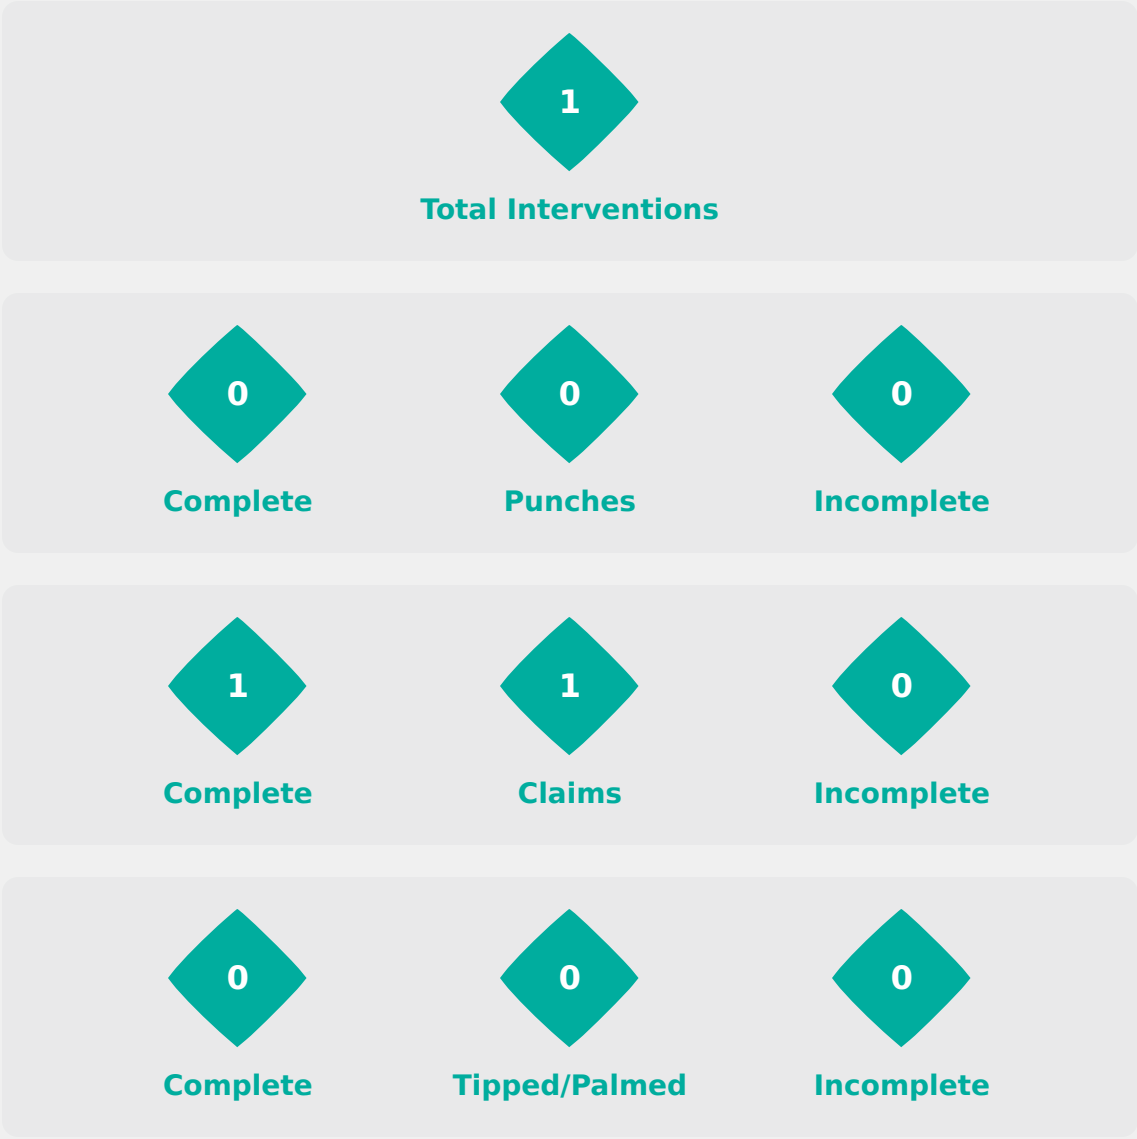 1
Total Interventions
0 0 0
Complete Punches Incomplete
1 1 0
Complete Claims Incomplete
0 0 0
Complete Tipped/Palmed Incomplete